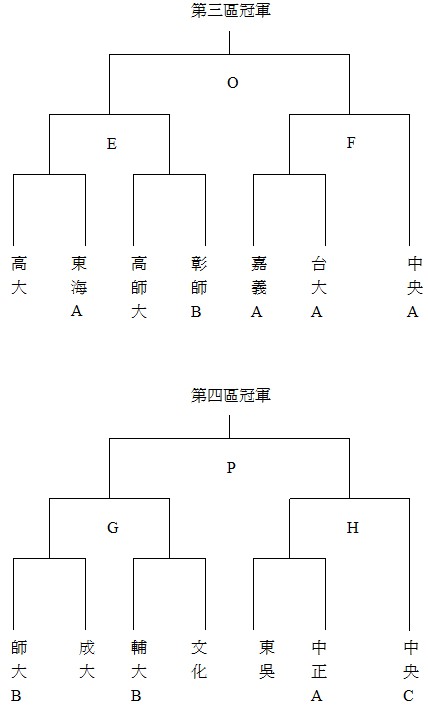 第三區冠軍
O
E
F
高大
東海A
高師大
彰師B
嘉義A
台大A
中央A
第四區冠軍
P
G
H
師大B
成大
輔大B
文化
東吳
中正A
中央C